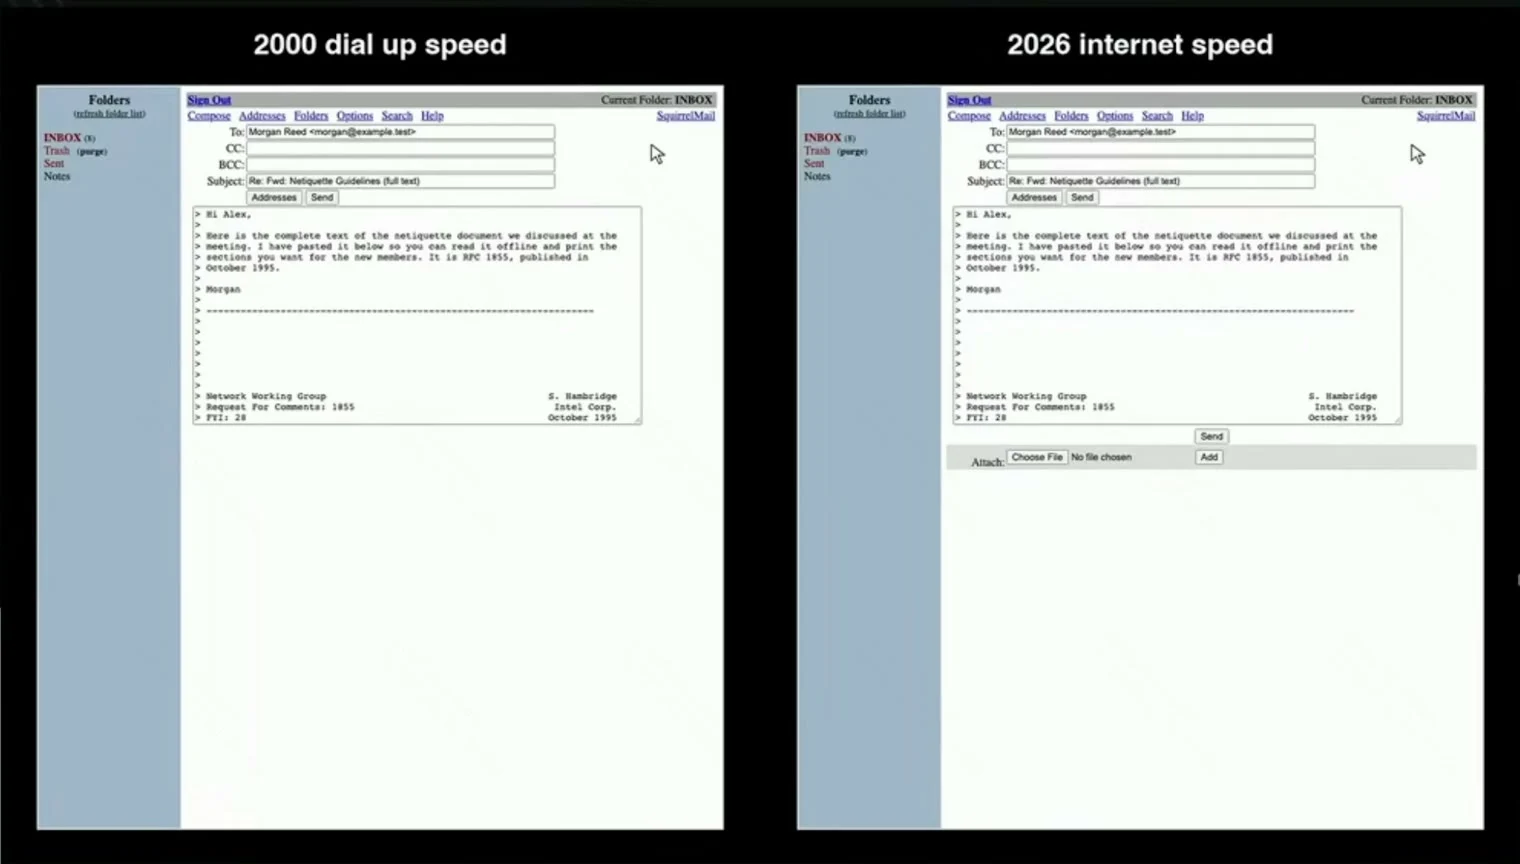 2000 dial up speed
Folders
(refresh folder list)
INBOX (8)
Trash (purge)
Sent
Notes
Sign Out
Current Folder: INBOX
Compose Addresses Folders Options Search Help
SquirrelMail
To: Morgan Reed <morgan@example.test>
CC:
BCC:
Subject: Re: Fwd: Netiquette Guidelines (full text)
Addresses Send
> Hi Alex,
>
> Here is the complete text of the netiquette document we discussed at the
> meeting. I have pasted it below so you can read it offline and print the
> sections you want for the new members. It is RFC 1855, published in
> October 1995.
>
> Morgan
>
> --------------------------------------------------------------------
>
>
>
>
>
>
>
> Network Working Group S. Hambridge
> Request For Comments: 1855 Intel Corp.
> FYI: 28 October 1995
2026 internet speed
Folders
(refresh folder list)
INBOX (8)
Trash (purge)
Sent
Notes
Sign Out
Current Folder: INBOX
Compose Addresses Folders Options Search Help
SquirrelMail
To: Morgan Reed <morgan@example.test>
CC:
BCC:
Subject: Re: Fwd: Netiquette Guidelines (full text)
Addresses Send
> Hi Alex,
>
> Here is the complete text of the netiquette document we discussed at the
> meeting. I have pasted it below so you can read it offline and print the
> sections you want for the new members. It is RFC 1855, published in
> October 1995.
>
> Morgan
>
> --------------------------------------------------------------------
>
>
>
>
>
>
>
> Network Working Group S. Hambridge
> Request For Comments: 1855 Intel Corp.
> FYI: 28 October 1995
Send
Attach: Choose File No file chosen Add